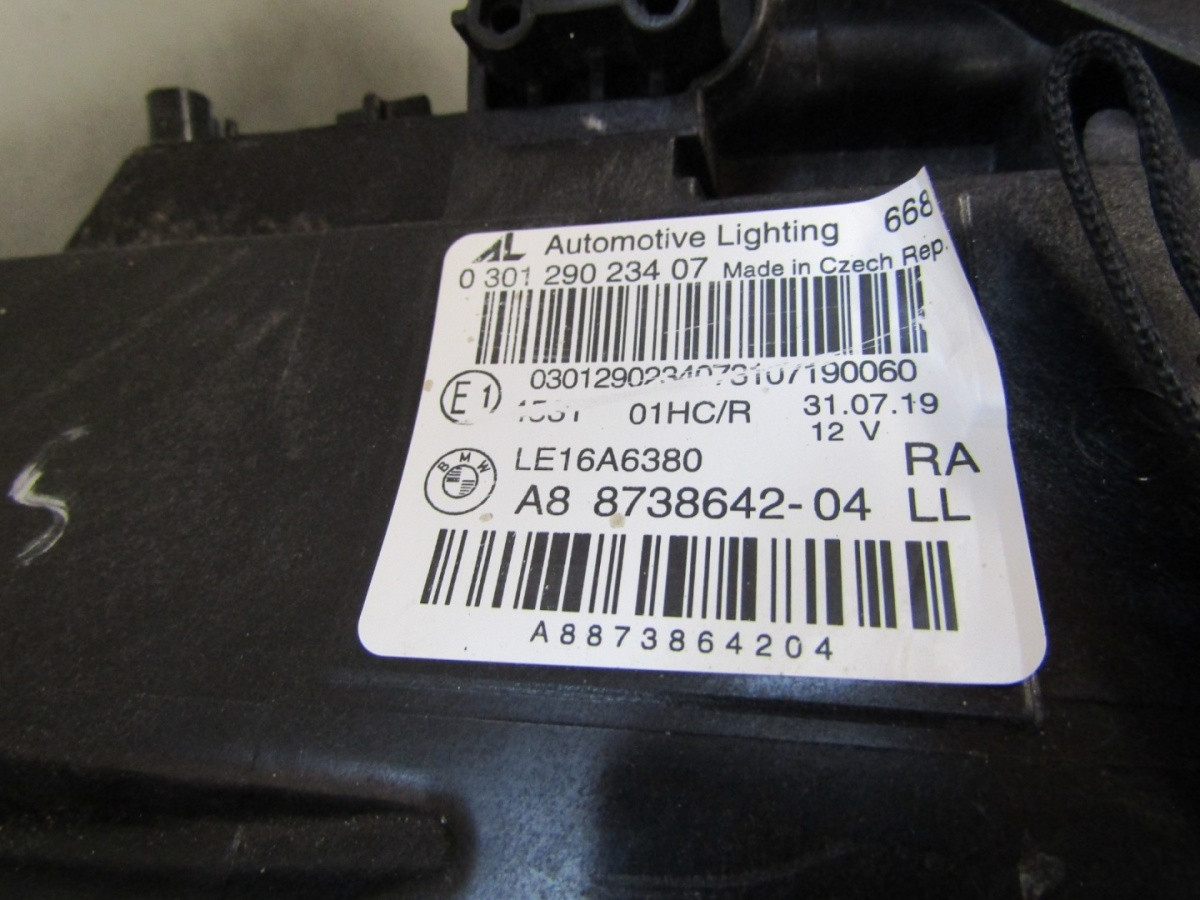 AL Automotive Lighting 668
0 301 290 234 07 Made in Czech Rep.
0301290234073107190060
E1 01HC/R 31.07.19
12 V
BMW LE16A6380 RA
A8 8738642-04 LL
A8873864204
S